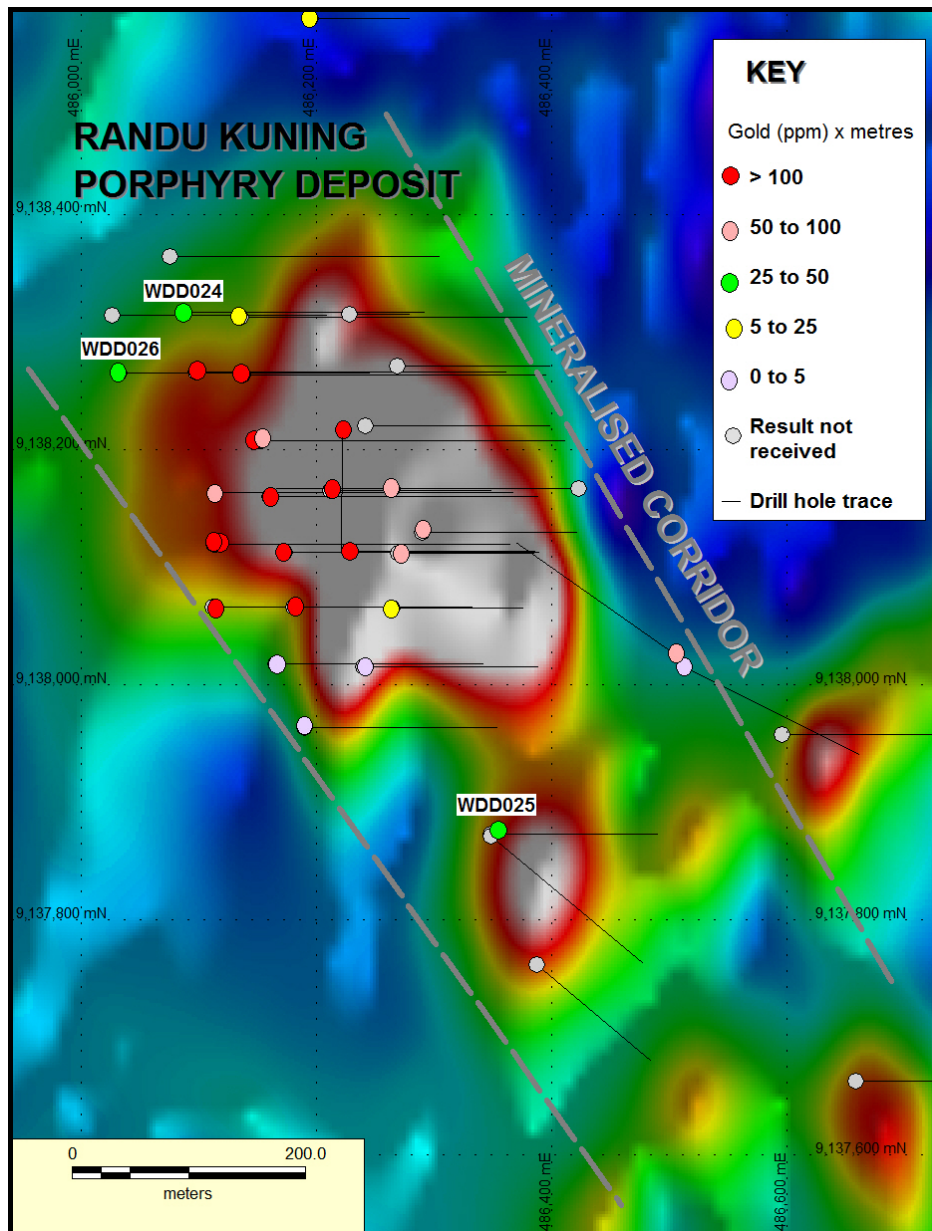 486,000 mE
486,200 mE
486,400 mE
RANDU KUNING
PORPHYRY DEPOSIT
KEY
Gold (ppm) x metres
> 100
50 to 100
25 to 50
5 to 25
0 to 5
Result not
received
Drill hole trace
9,138,400 mN
WDD024
WDD026
MINERALISED CORRIDOR
9,138,200 mN
9,138,000 mN
9,138,000 mN
WDD025
9,137,800 mN
9,137,800 mN
9,137,600 mN
486,400 mE
486,600 mE
0
200.0
meters